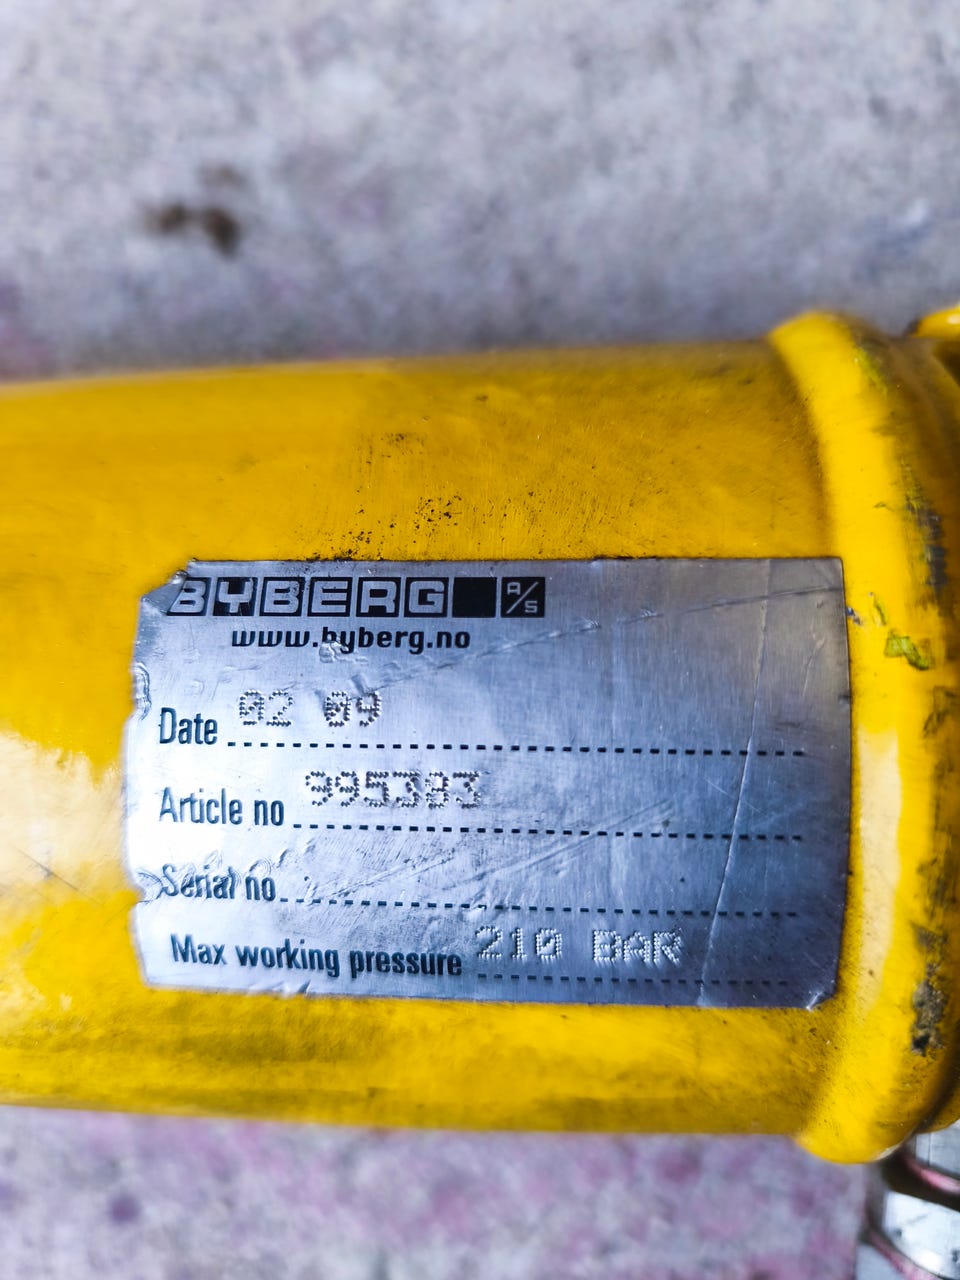 BYBERG A/S
www.byberg.no
Date 02 09
Article no 995383
Serial no
Max working pressure 210 BAR